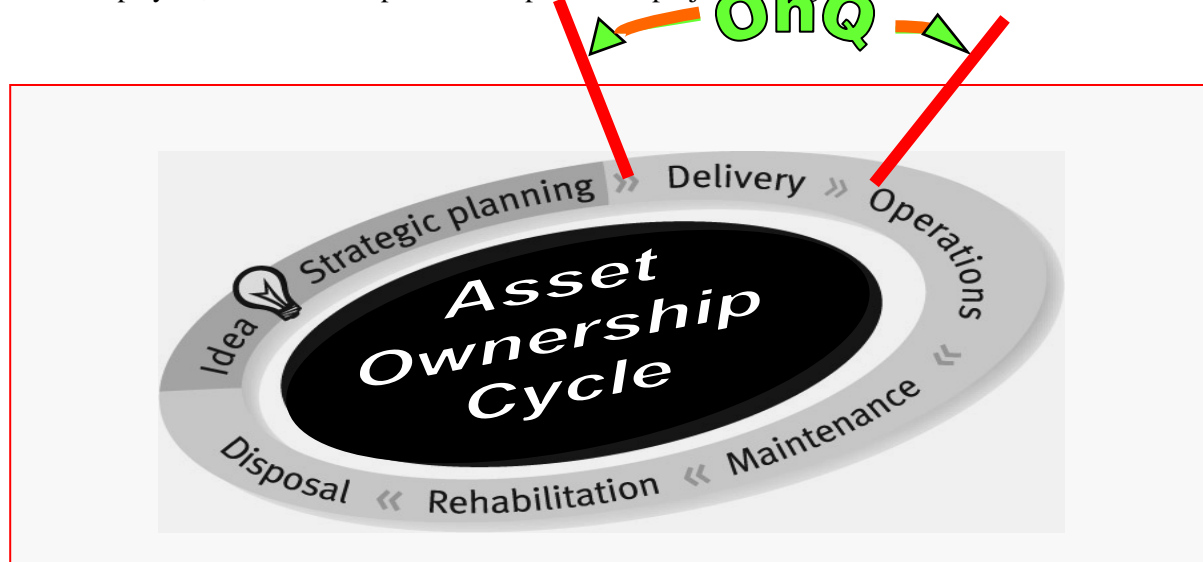 OnQ
Idea
Strategic planning
»
Delivery
»
Operations
»
Maintenance
»
Rehabilitation
»
Disposal
Asset
Ownership
Cycle